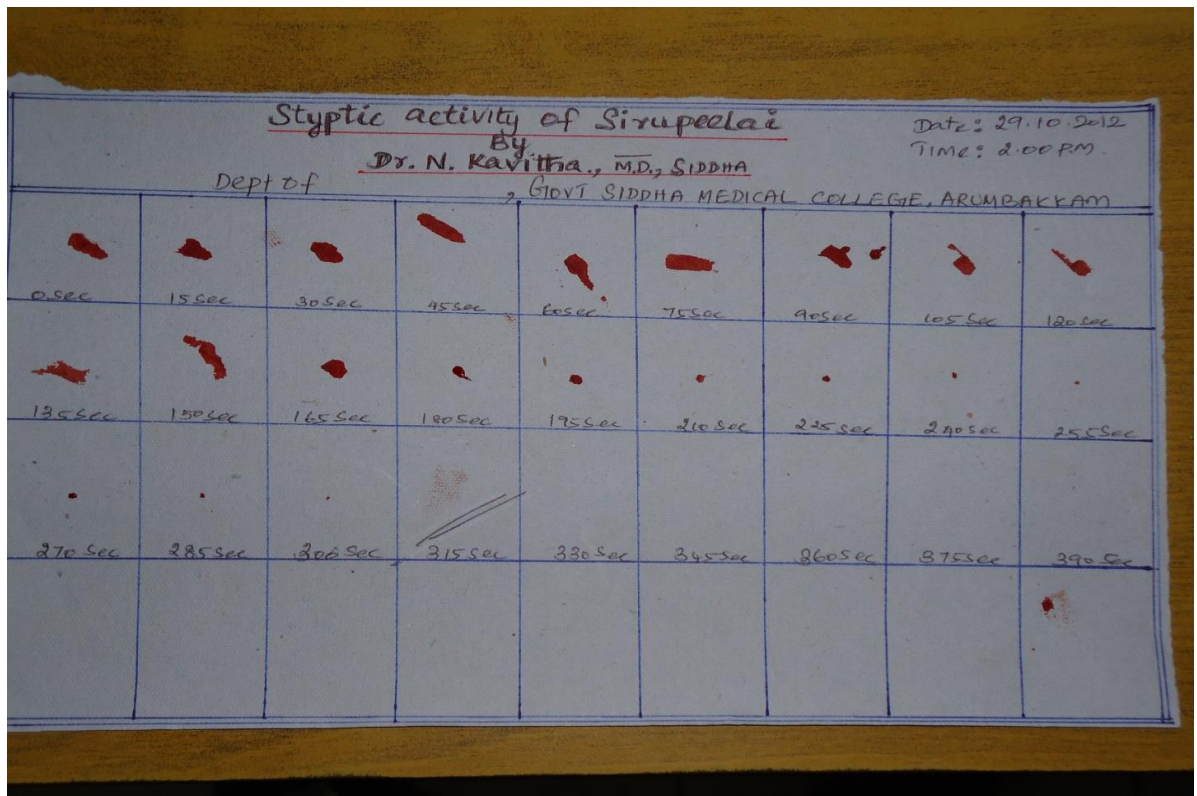 Styptic activity of Sirupeelai
Date: 29.10.2012
By
Time: 2.00 P.M.
Dr. N. Kavitha., M.D., SIDDHA
Dept of , GOVT SIDDHA MEDICAL COLLEGE, ARUMBAKKAM
0 sec 15 Sec 30 Sec 45 Sec 60 sec 75 Sec 90 Sec 105 Sec 120 Sec
135 Sec 150 Sec 165 Sec 180 Sec 195 Sec 210 Sec 225 Sec 240 Sec 255 Sec
270 Sec 285 Sec 300 Sec 315 Sec 330 Sec 345 Sec 360 Sec 375 Sec 390 Sec